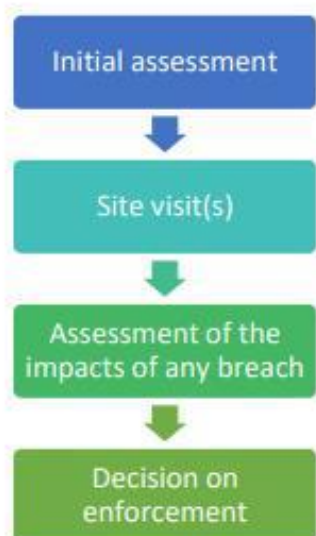 Initial assessment
Site visit(s)
Assessment of the
impacts of any breach
Decision on
enforcement